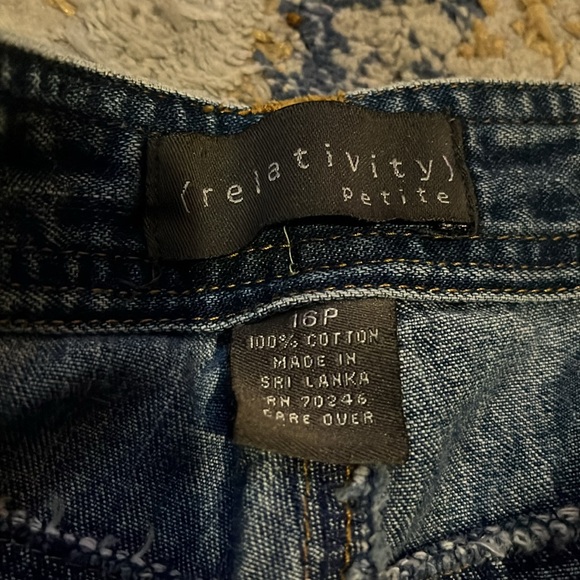 (relativity)
petite
16P
100% COTTON
MADE IN
SRI LANKA
RN 70246
CARE OVER